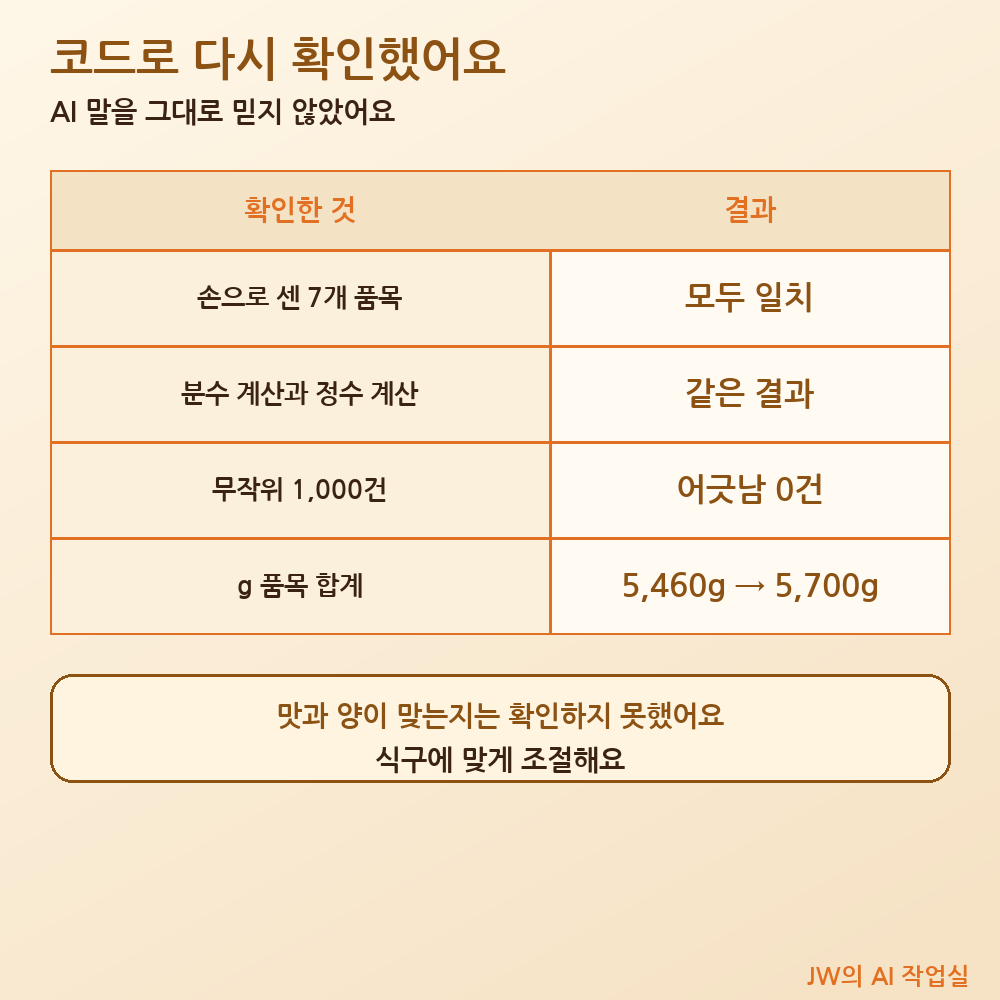 코드로 다시 확인했어요
AI 말을 그대로 믿지 않았어요
확인한 것 결과
손으로 센 7개 품목 모두 일치
분수 계산과 정수 계산 같은 결과
무작위 1,000건 어긋남 0건
g 품목 합계 5,460g → 5,700g
맛과 양이 맞는지는 확인하지 못했어요
식구에 맞게 조절해요
JW의 AI 작업실